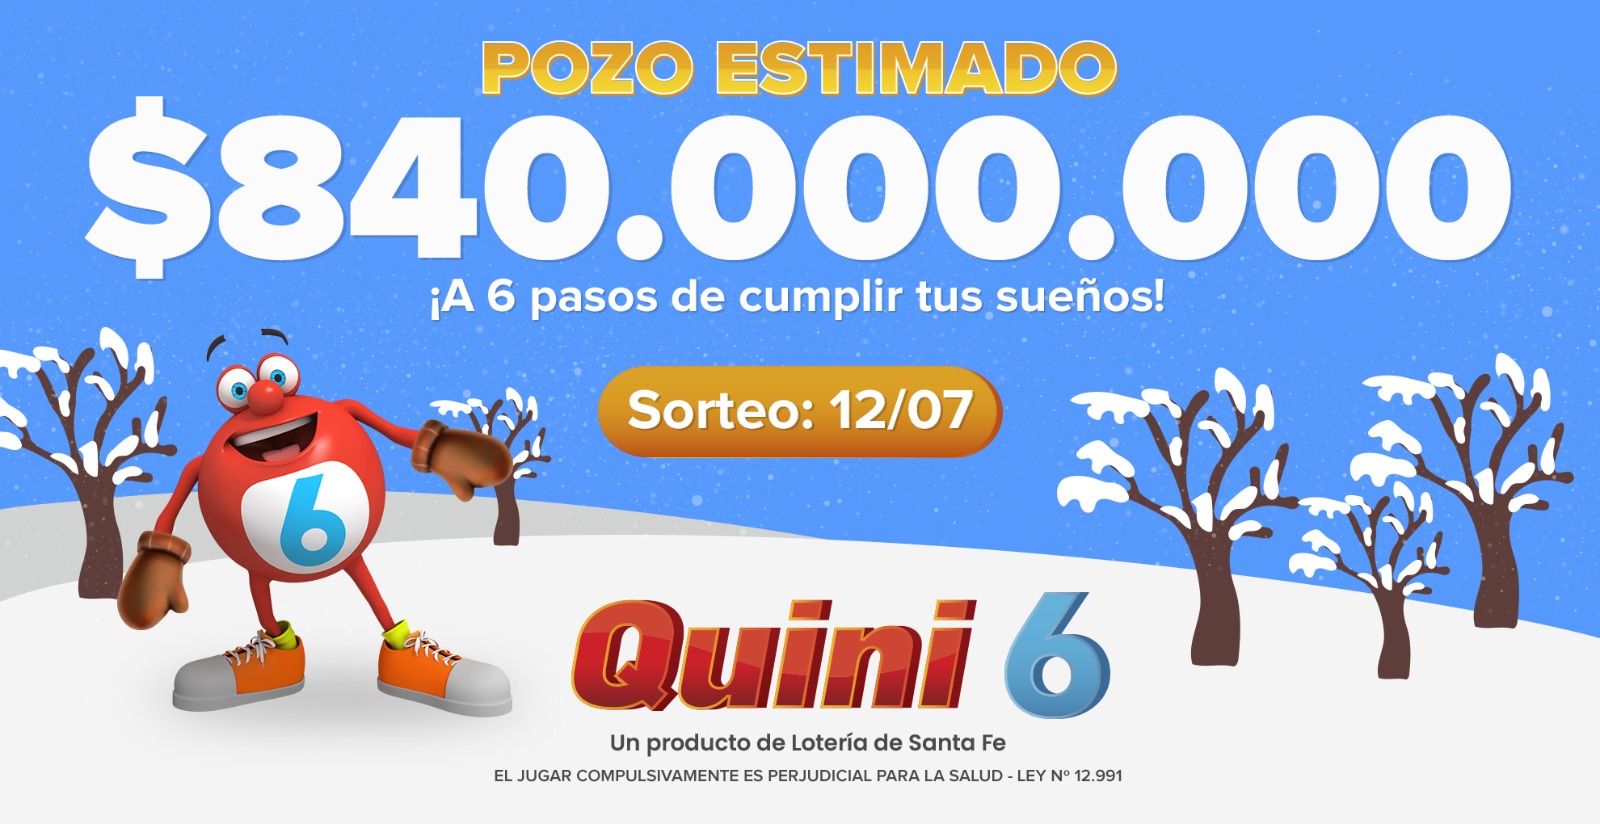 POZO ESTIMADO
$840.000.000
¡A 6 pasos de cumplir tus sueños!
Sorteo: 12/07
6
Quini 6
Un producto de Lotería de Santa Fe
EL JUGAR COMPULSIVAMENTE ES PERJUDICIAL PARA LA SALUD - LEY Nº 12.991